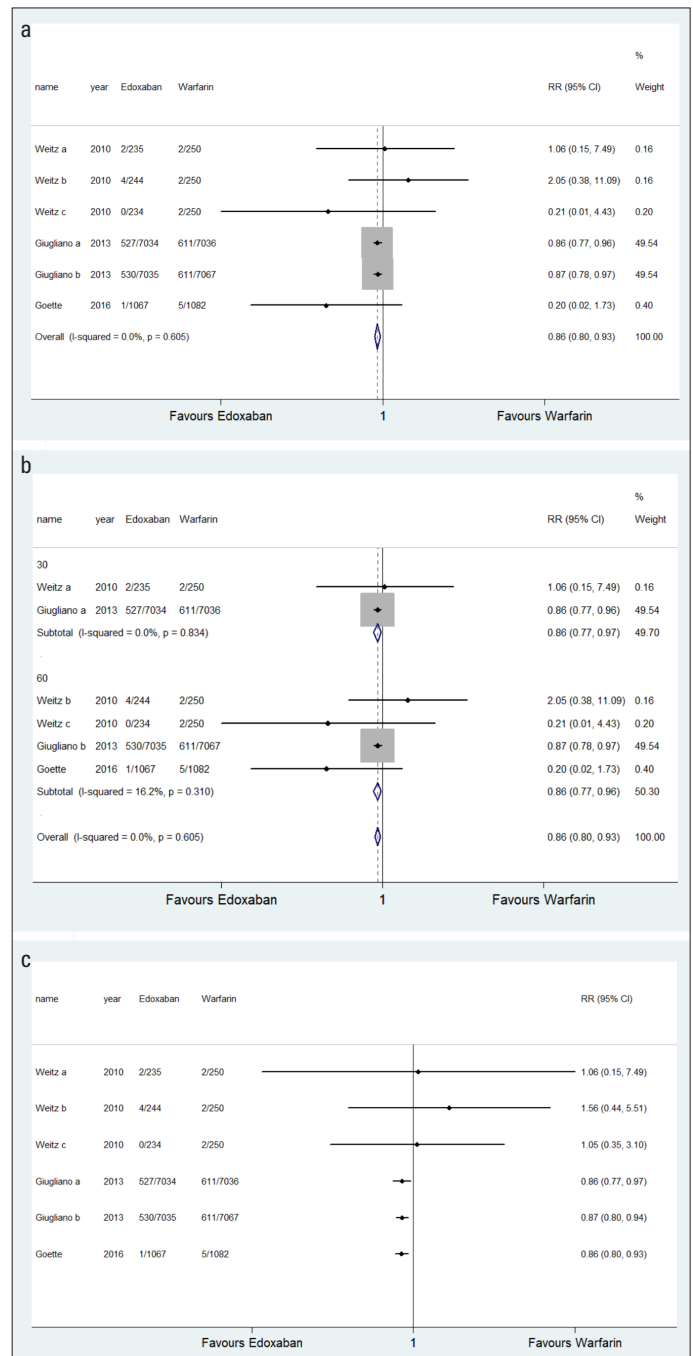 a
%
name year Edoxaban Warfarin RR (95% CI) Weight
Weitz a 2010 2/235 2/250 1.06 (0.15, 7.49) 0.16
Weitz b 2010 4/244 2/250 2.05 (0.38, 11.09) 0.16
Weitz c 2010 0/234 2/250 0.21 (0.01, 4.43) 0.20
Giugliano a 2013 527/7034 611/7036 0.86 (0.77, 0.96) 49.54
Giugliano b 2013 530/7035 611/7067 0.87 (0.78, 0.97) 49.54
Goette 2016 1/1067 5/1082 0.20 (0.02, 1.73) 0.40
Overall (I-squared = 0.0%, p = 0.605) 0.86 (0.80, 0.93) 100.00
Favours Edoxaban 1 Favours Warfarin
b
%
name year Edoxaban Warfarin RR (95% CI) Weight
30
Weitz a 2010 2/235 2/250 1.06 (0.15, 7.49) 0.16
Giugliano a 2013 527/7034 611/7036 0.86 (0.77, 0.96) 49.54
Subtotal (I-squared = 0.0%, p = 0.834) 0.86 (0.77, 0.97) 49.70
.
60
Weitz b 2010 4/244 2/250 2.05 (0.38, 11.09) 0.16
Weitz c 2010 0/234 2/250 0.21 (0.01, 4.43) 0.20
Giugliano b 2013 530/7035 611/7067 0.87 (0.78, 0.97) 49.54
Goette 2016 1/1067 5/1082 0.20 (0.02, 1.73) 0.40
Subtotal (I-squared = 16.2%, p = 0.310) 0.86 (0.77, 0.96) 50.30
.
Overall (I-squared = 0.0%, p = 0.605) 0.86 (0.80, 0.93) 100.00
Favours Edoxaban 1 Favours Warfarin
c
name year Edoxaban Warfarin RR (95% CI)
Weitz a 2010 2/235 2/250 1.06 (0.15, 7.49)
Weitz b 2010 4/244 2/250 1.56 (0.44, 5.51)
Weitz c 2010 0/234 2/250 1.05 (0.35, 3.10)
Giugliano a 2013 527/7034 611/7036 0.86 (0.77, 0.97)
Giugliano b 2013 530/7035 611/7067 0.87 (0.80, 0.94)
Goette 2016 1/1067 5/1082 0.86 (0.80, 0.93)
Favours Edoxaban 1 Favours Warfarin